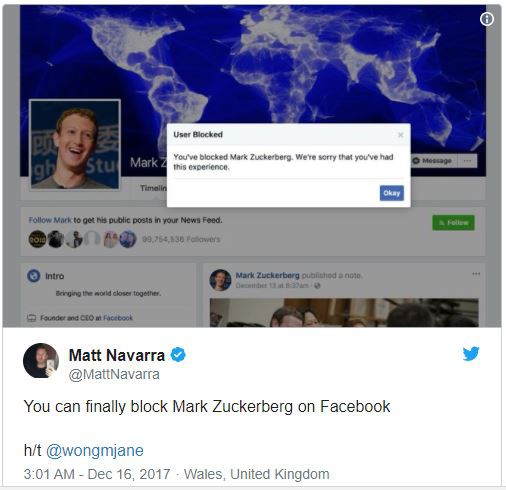 User Blocked
You've blocked Mark Zuckerberg. We're sorry that you've had
this experience.
Okay
Mark Z
Message
Timelin
Follow Mark to get his public posts in your News Feed.
Follow
99,754,536 Followers
Intro
Bringing the world closer together.
Founder and CEO at Facebook
Mark Zuckerberg published a note.
December 13 at 8:37am
Matt Navarra
@MattNavarra
You can finally block Mark Zuckerberg on Facebook
h/t @wongmjane
3:01 AM - Dec 16, 2017 · Wales, United Kingdom